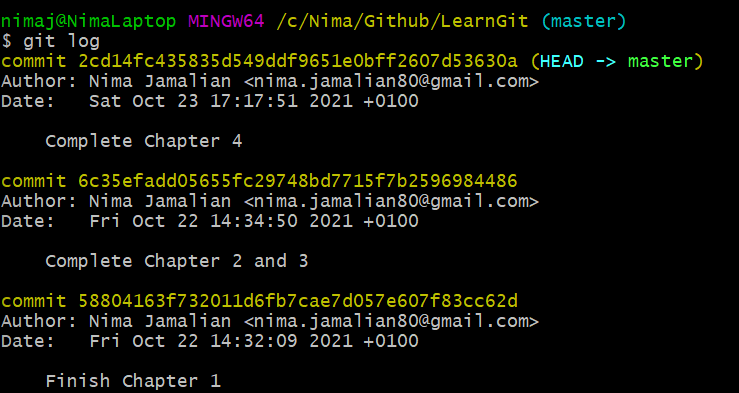 nimaj@NimaLaptop MINGW64 /c/Nima/Github/LearnGit (master)
$ git log
commit 2cd14fc435835d549ddf9651e0bff2607d53630a (HEAD -> master)
Author: Nima Jamalian <nima.jamalian80@gmail.com>
Date:   Sat Oct 23 17:17:51 2021 +0100
    Complete Chapter 4
commit 6c35efadd05655fc29748bd7715f7b2596984486
Author: Nima Jamalian <nima.jamalian80@gmail.com>
Date:   Fri Oct 22 14:34:50 2021 +0100
    Complete Chapter 2 and 3
commit 58804163f732011d6fb7cae7d057e607f83cc62d
Author: Nima Jamalian <nima.jamalian80@gmail.com>
Date:   Fri Oct 22 14:32:09 2021 +0100
    Finish Chapter 1